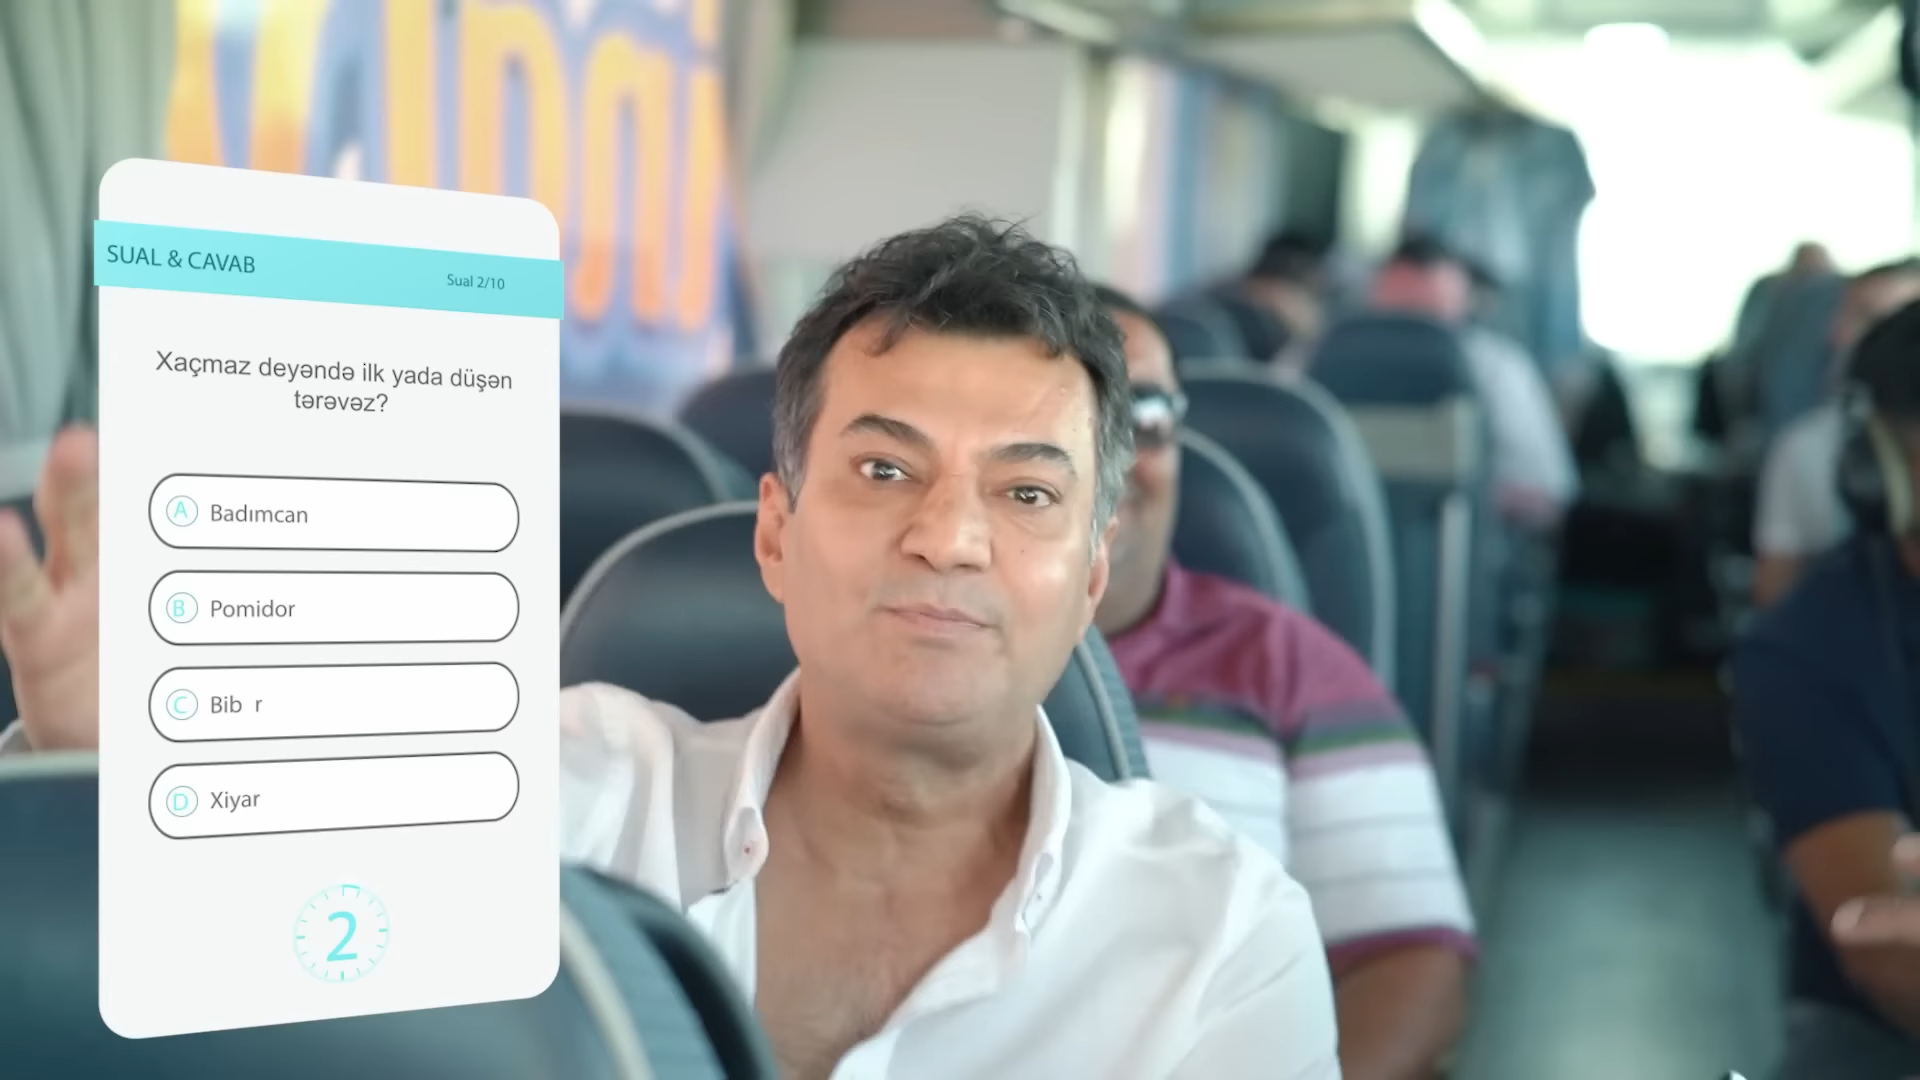 SUAL & CAVAB
Sual 2/10
Xaçmaz deyəndə ilk yada düşən
tərəvəz?
A Badımcan
B Pomidor
C Bib r
D Xiyar
2